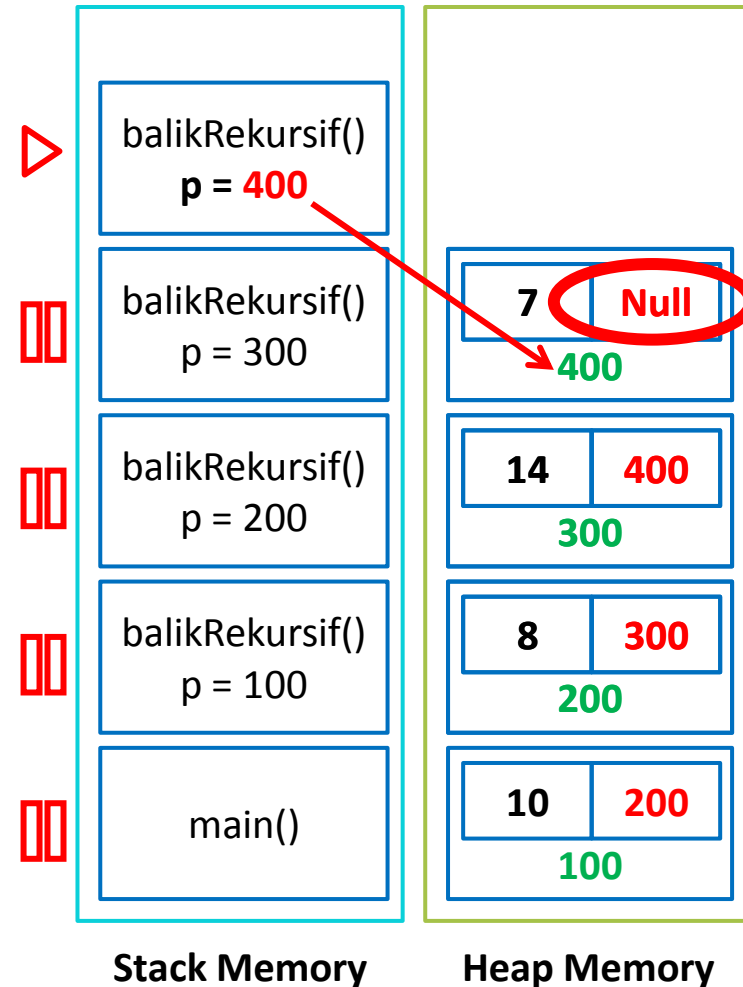 balikRekursif()
p = 400
balikRekursif()
p = 300
balikRekursif()
p = 200
balikRekursif()
p = 100
main()
Stack Memory
7 Null
400
14 400
300
8 300
200
10 200
100
Heap Memory